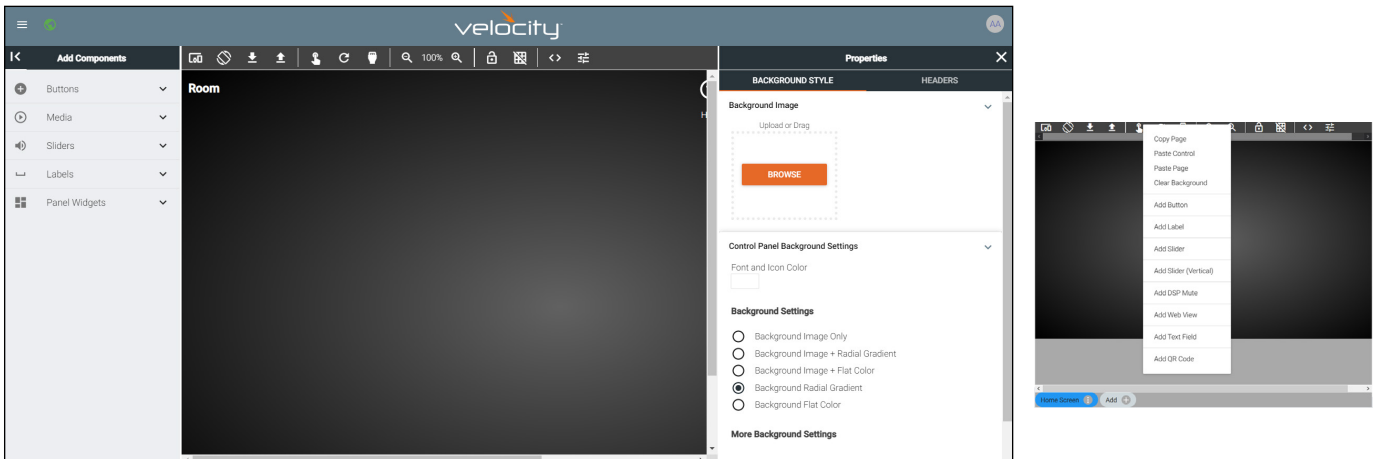 velocity
AA
Add Components
100%
Properties
Buttons
Media
Sliders
Labels
Panel Widgets
Room
H
BACKGROUND STYLE
HEADERS
Background Image
Upload or Drag
BROWSE
Control Panel Background Settings
Font and Icon Color
Background Settings
Background Image Only
Background Image + Radial Gradient
Background Image + Flat Color
Background Radial Gradient
Background Flat Color
More Background Settings
Copy Page
Paste Control
Paste Page
Clear Background
Add Button
Add Label
Add Slider
Add Slider (Vertical)
Add DSP Mute
Add Web View
Add Text Field
Add QR Code
Home Screen
Add